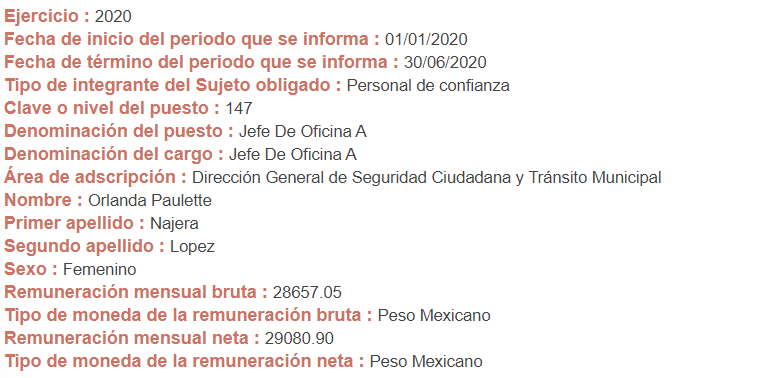 Ejercicio : 2020
Fecha de inicio del periodo que se informa : 01/01/2020
Fecha de término del periodo que se informa : 30/06/2020
Tipo de integrante del Sujeto obligado : Personal de confianza
Clave o nivel del puesto : 147
Denominación del puesto : Jefe De Oficina A
Denominación del cargo : Jefe De Oficina A
Área de adscripción : Dirección General de Seguridad Ciudadana y Tránsito Municipal
Nombre : Orlanda Paulette
Primer apellido : Najera
Segundo apellido : Lopez
Sexo : Femenino
Remuneración mensual bruta : 28657.05
Tipo de moneda de la remuneración bruta : Peso Mexicano
Remuneración mensual neta : 29080.90
Tipo de moneda de la remuneración neta : Peso Mexicano